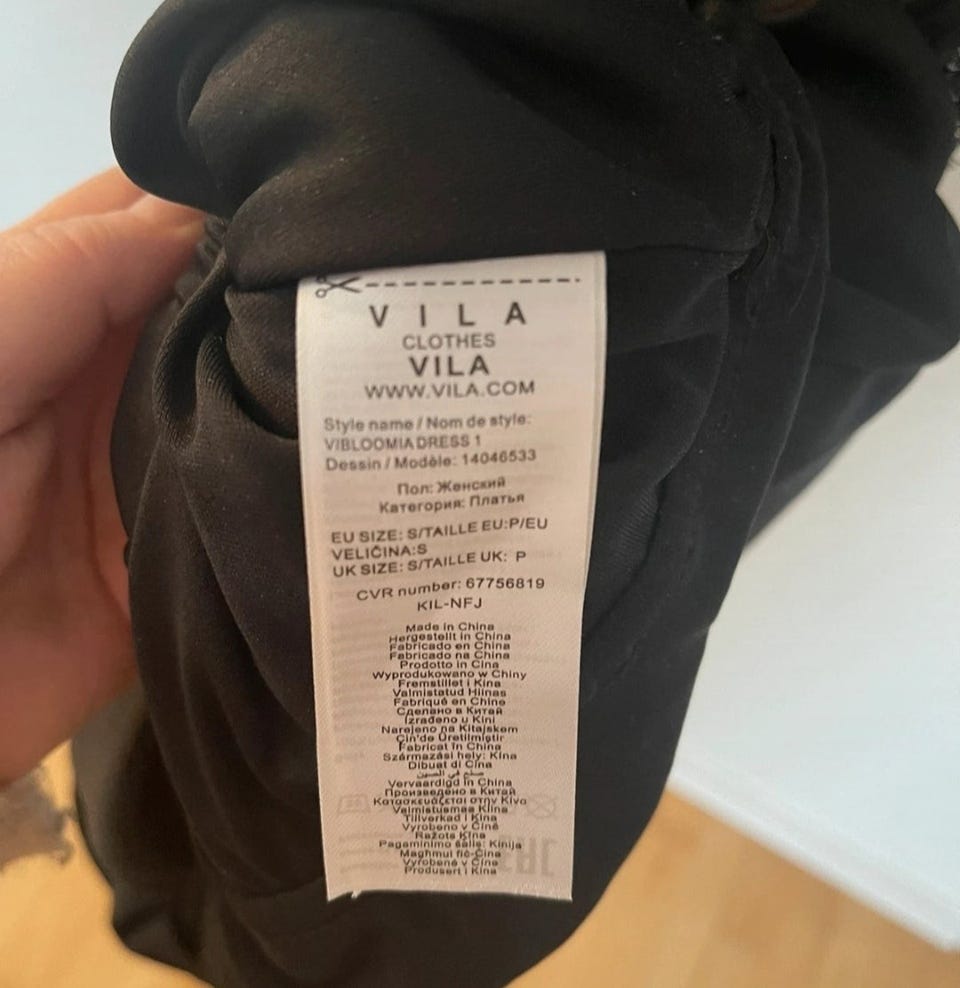 V I L A
CLOTHES
VILA
WWW.VILA.COM
Style name / Nom de style:
VIBLOOMIA DRESS 1
Dessin / Modèle: 14046533
Пол: Женский
Категория: Платья
EU SIZE: S/TAILLE EU:P/EU
VELIČINA:S
UK SIZE: S/TAILLE UK: P
CVR number: 67756819
KIL-NFJ
Made in China
Hergestellt in China
Fabricado en China
Fabricado na China
Prodotto in Cina
Wyprodukowano w Chiny
Fremstillet i Kina
Valmistatud Hiinas
Fabriqué en Chine
Сделано в Китай
Izrađeno u Kini
Narejeno na Kitajskem
Çin'de Üretilmiştir
Fabricat în China
Származási hely: Kína
Dibuat di Cina
صنع في الصين
Vervaardigd in China
Произведено в Китай
Κατασκευάζεται στην Κίνα
Valmistusmaa Kiina
Tillverkad i Kina
Vyrobeno v Číně
Ražots Ķīna
Pagaminimo šalis: Kinija
Magħmul fiċ-Ċina
Vyrobené v Číne
Produsert i Kina